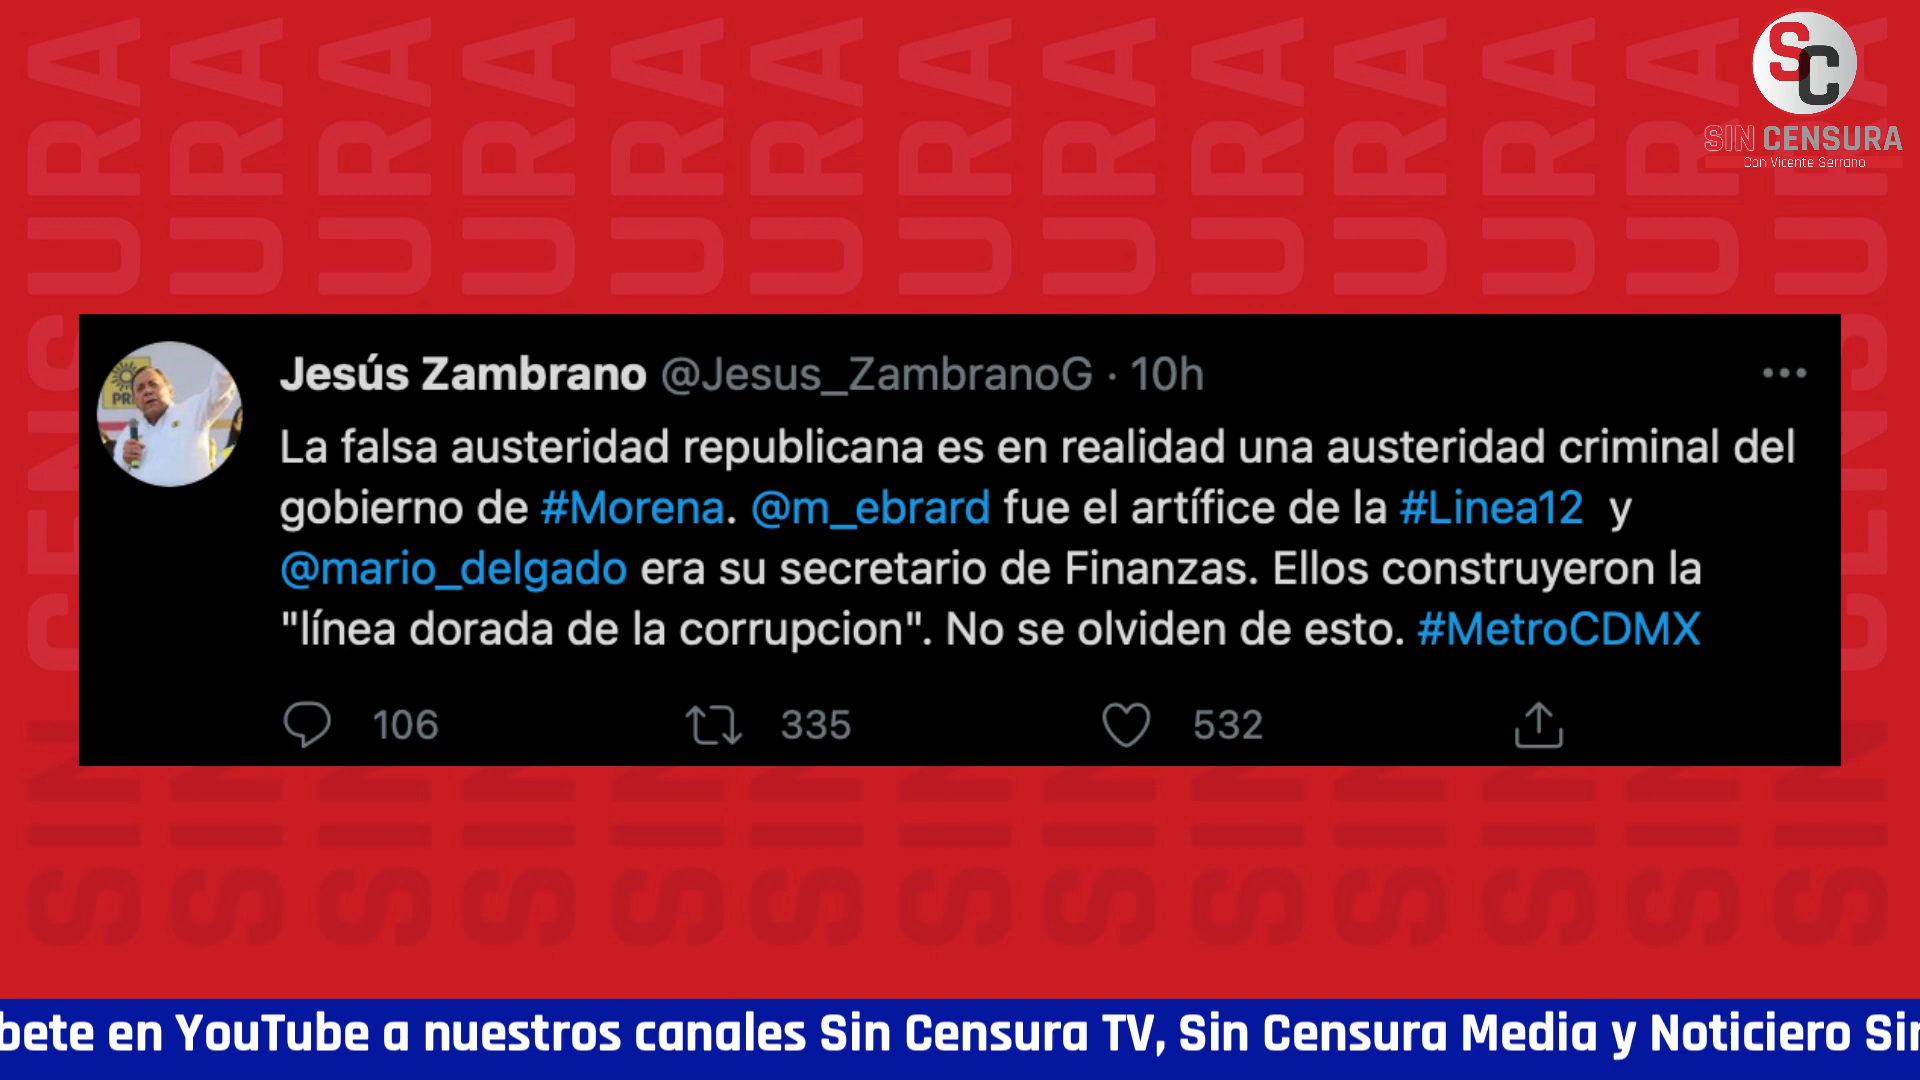 SC
SIN CENSURA
Con Vicente Serrano
Jesús Zambrano @Jesus_ZambranoG · 10h
La falsa austeridad republicana es en realidad una austeridad criminal del
gobierno de #Morena. @m_ebrard fue el artífice de la #Linea12 y
@mario_delgado era su secretario de Finanzas. Ellos construyeron la
"línea dorada de la corrupcion". No se olviden de esto. #MetroCDMX
106 335 532
bete en YouTube a nuestros canales Sin Censura TV, Sin Censura Media y Noticiero Sin